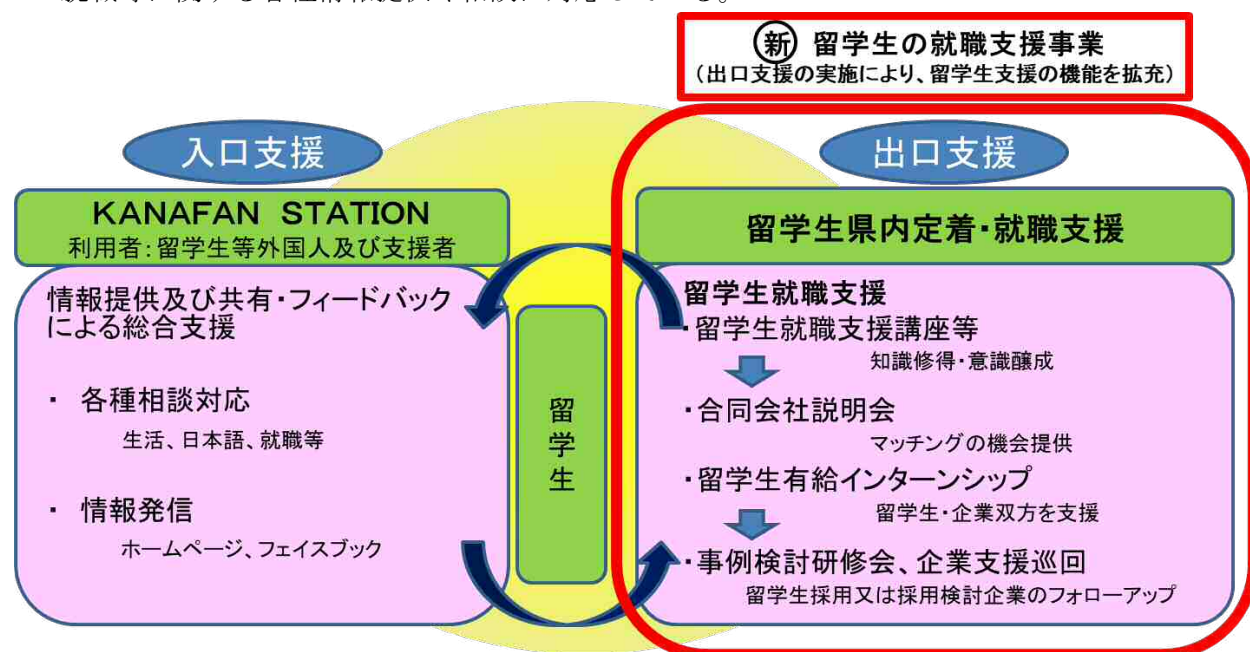 新 留学生の就職支援事業
（出口支援の実施により、留学生支援の機能を拡充）
入口支援
KANAFAN STATION
利用者：留学生等外国人及び支援者
情報提供及び共有・フィードバック
による総合支援
・ 各種相談対応
生活、日本語、就職等
・ 情報発信
ホームページ、フェイスブック
留
学
生
出口支援
留学生県内定着・就職支援
留学生就職支援
・留学生就職支援講座等
知識修得・意識醸成
・合同会社説明会
マッチングの機会提供
・留学生有給インターンシップ
留学生・企業双方を支援
・事例検討研修会、企業支援巡回
留学生採用又は採用検討企業のフォローアップ